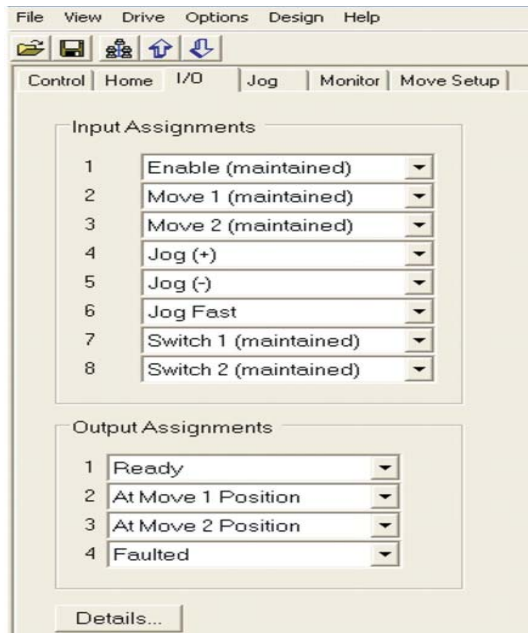 File View Drive Options Design Help
Control Home I/O Jog Monitor Move Setup
Input Assignments
1 Enable (maintained)
2 Move 1 (maintained)
3 Move 2 (maintained)
4 Jog (+)
5 Jog (-)
6 Jog Fast
7 Switch 1 (maintained)
8 Switch 2 (maintained)
Output Assignments
1 Ready
2 At Move 1 Position
3 At Move 2 Position
4 Faulted
Details...